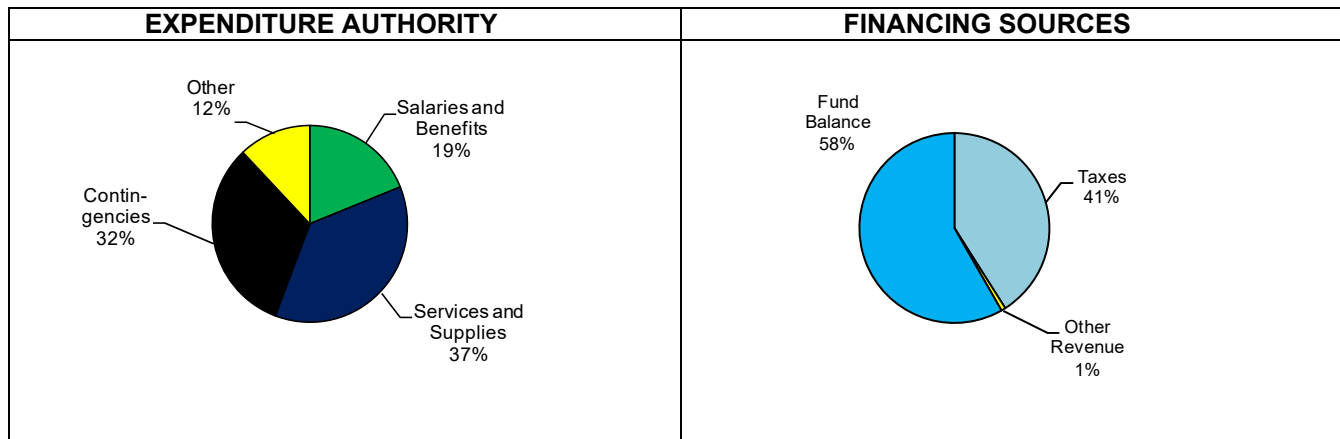 EXPENDITURE AUTHORITY
Other
12%
Salaries and
Benefits
19%
Contin-
gencies
32%
Services and
Supplies
37%
FINANCING SOURCES
Fund
Balance
58%
Taxes
41%
Other
Revenue
1%